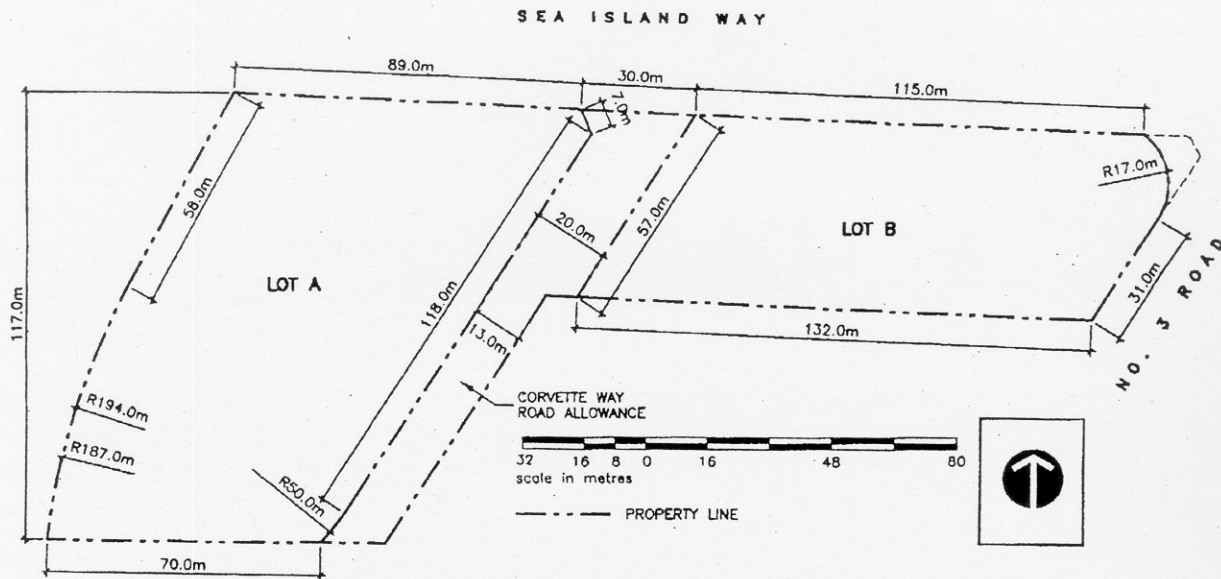 SEA ISLAND WAY
89.0m
30.0m
115.0m
7.0m
R17.0m
58.0m
57.0m
20.0m
LOT B
LOT A
31.0m
NO. 3 ROAD
117.0m
118.0m
13.0m
132.0m
CORVETTE WAY
ROAD ALLOWANCE
R194.0m
R187.0m
32 16 8 0 16 48 80
scale in metres
R50.0m
PROPERTY LINE
70.0m